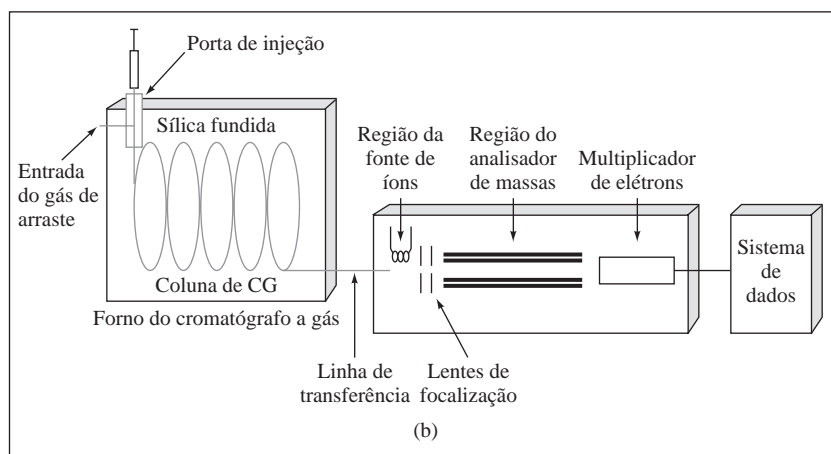 Porta de injeção
Sílica fundida
Entrada
do gás de
arraste
Coluna de CG
Forno do cromatógrafo a gás
Região da
fonte de
íons
Região do
analisador
de massas
Multiplicador
de elétrons
Sistema
de
dados
Linha de
transferência
Lentes de
focalização
(b)